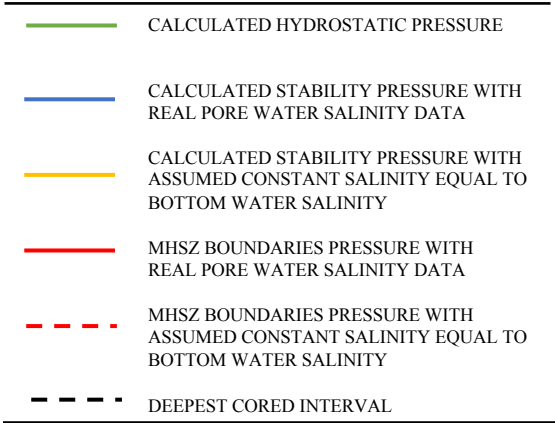 CALCULATED HYDROSTATIC PRESSURE
CALCULATED STABILITY PRESSURE WITH
REAL PORE WATER SALINITY DATA
CALCULATED STABILITY PRESSURE WITH
ASSUMED CONSTANT SALINITY EQUAL TO
BOTTOM WATER SALINITY
MHSZ BOUNDARIES PRESSURE WITH
REAL PORE WATER SALINITY DATA
MHSZ BOUNDARIES PRESSURE WITH
ASSUMED CONSTANT SALINITY EQUAL TO
BOTTOM WATER SALINITY
DEEPEST CORED INTERVAL